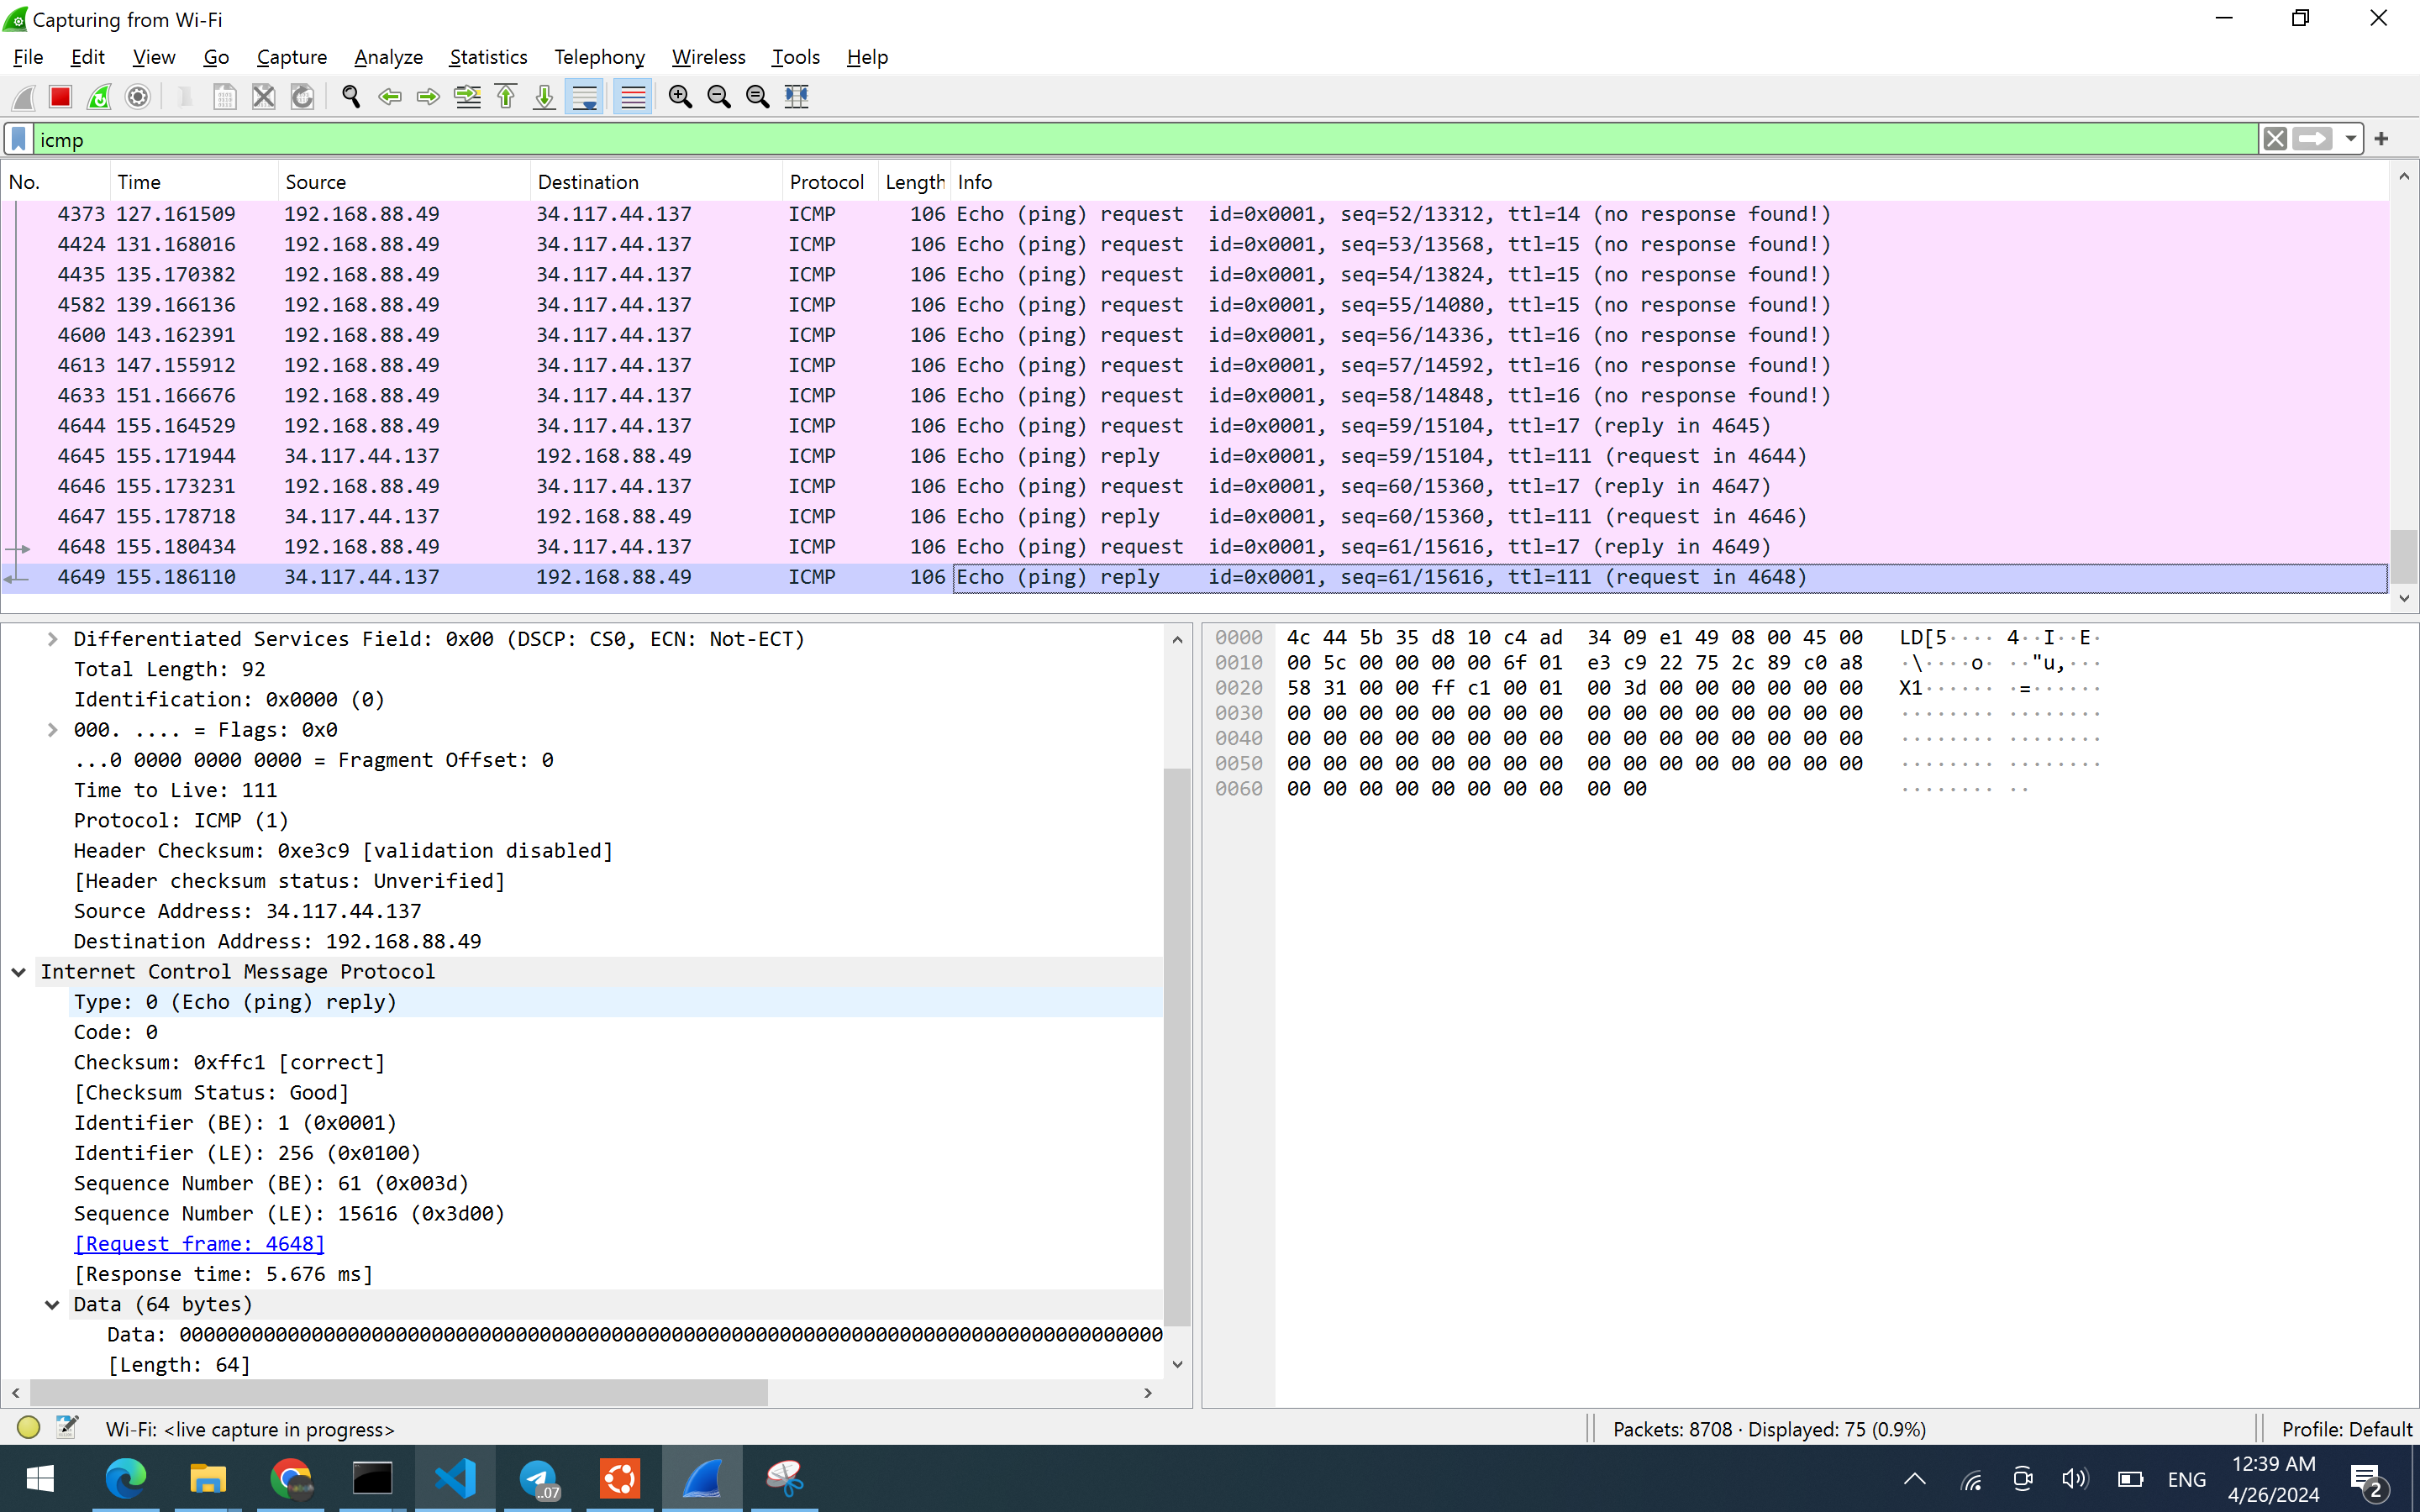 Capturing from Wi-Fi
File Edit View Go Capture Analyze Statistics Telephony Wireless Tools Help
icmp
No. Time Source Destination Protocol Length Info
4373 127.161509 192.168.88.49 34.117.44.137 ICMP 106 Echo (ping) request id=0x0001, seq=52/13312, ttl=14 (no response found!)
4424 131.168016 192.168.88.49 34.117.44.137 ICMP 106 Echo (ping) request id=0x0001, seq=53/13568, ttl=15 (no response found!)
4435 135.170382 192.168.88.49 34.117.44.137 ICMP 106 Echo (ping) request id=0x0001, seq=54/13824, ttl=15 (no response found!)
4582 139.166136 192.168.88.49 34.117.44.137 ICMP 106 Echo (ping) request id=0x0001, seq=55/14080, ttl=15 (no response found!)
4600 143.162391 192.168.88.49 34.117.44.137 ICMP 106 Echo (ping) request id=0x0001, seq=56/14336, ttl=16 (no response found!)
4613 147.155912 192.168.88.49 34.117.44.137 ICMP 106 Echo (ping) request id=0x0001, seq=57/14592, ttl=16 (no response found!)
4633 151.166676 192.168.88.49 34.117.44.137 ICMP 106 Echo (ping) request id=0x0001, seq=58/14848, ttl=16 (no response found!)
4644 155.164529 192.168.88.49 34.117.44.137 ICMP 106 Echo (ping) request id=0x0001, seq=59/15104, ttl=17 (reply in 4645)
4645 155.171944 34.117.44.137 192.168.88.49 ICMP 106 Echo (ping) reply id=0x0001, seq=59/15104, ttl=111 (request in 4644)
4646 155.173231 192.168.88.49 34.117.44.137 ICMP 106 Echo (ping) request id=0x0001, seq=60/15360, ttl=17 (reply in 4647)
4647 155.178718 34.117.44.137 192.168.88.49 ICMP 106 Echo (ping) reply id=0x0001, seq=60/15360, ttl=111 (request in 4646)
4648 155.180434 192.168.88.49 34.117.44.137 ICMP 106 Echo (ping) request id=0x0001, seq=61/15616, ttl=17 (reply in 4649)
4649 155.186110 34.117.44.137 192.168.88.49 ICMP 106 Echo (ping) reply id=0x0001, seq=61/15616, ttl=111 (request in 4648)
Differentiated Services Field: 0x00 (DSCP: CS0, ECN: Not-ECT)
Total Length: 92
Identification: 0x0000 (0)
000. .... = Flags: 0x0
...0 0000 0000 0000 = Fragment Offset: 0
Time to Live: 111
Protocol: ICMP (1)
Header Checksum: 0xe3c9 [validation disabled]
[Header checksum status: Unverified]
Source Address: 34.117.44.137
Destination Address: 192.168.88.49
Internet Control Message Protocol
Type: 0 (Echo (ping) reply)
Code: 0
Checksum: 0xffc1 [correct]
[Checksum Status: Good]
Identifier (BE): 1 (0x0001)
Identifier (LE): 256 (0x0100)
Sequence Number (BE): 61 (0x003d)
Sequence Number (LE): 15616 (0x3d00)
[Request frame: 4648]
[Response time: 5.676 ms]
Data (64 bytes)
Data: 0000000000000000000000000000000000000000000000000000000000000000000000000000000000
[Length: 64]
0000 4c 44 5b 35 d8 10 c4 ad 34 09 e1 49 08 00 45 00 LD[5···· 4··I··E·
0010 00 5c 00 00 00 00 6f 01 e3 c9 22 75 2c 89 c0 a8 ·\····o· ··"u,···
0020 58 31 00 00 ff c1 00 01 00 3d 00 00 00 00 00 00 X1······ ·=······
0030 00 00 00 00 00 00 00 00 00 00 00 00 00 00 00 00 ········ ········
0040 00 00 00 00 00 00 00 00 00 00 00 00 00 00 00 00 ········ ········
0050 00 00 00 00 00 00 00 00 00 00 00 00 00 00 00 00 ········ ········
0060 00 00 00 00 00 00 00 00 00 00 ········ ··
Wi-Fi: <live capture in progress>
Packets: 8708 · Displayed: 75 (0.9%)
Profile: Default
..07
ENG
12:39 AM
4/26/2024
2